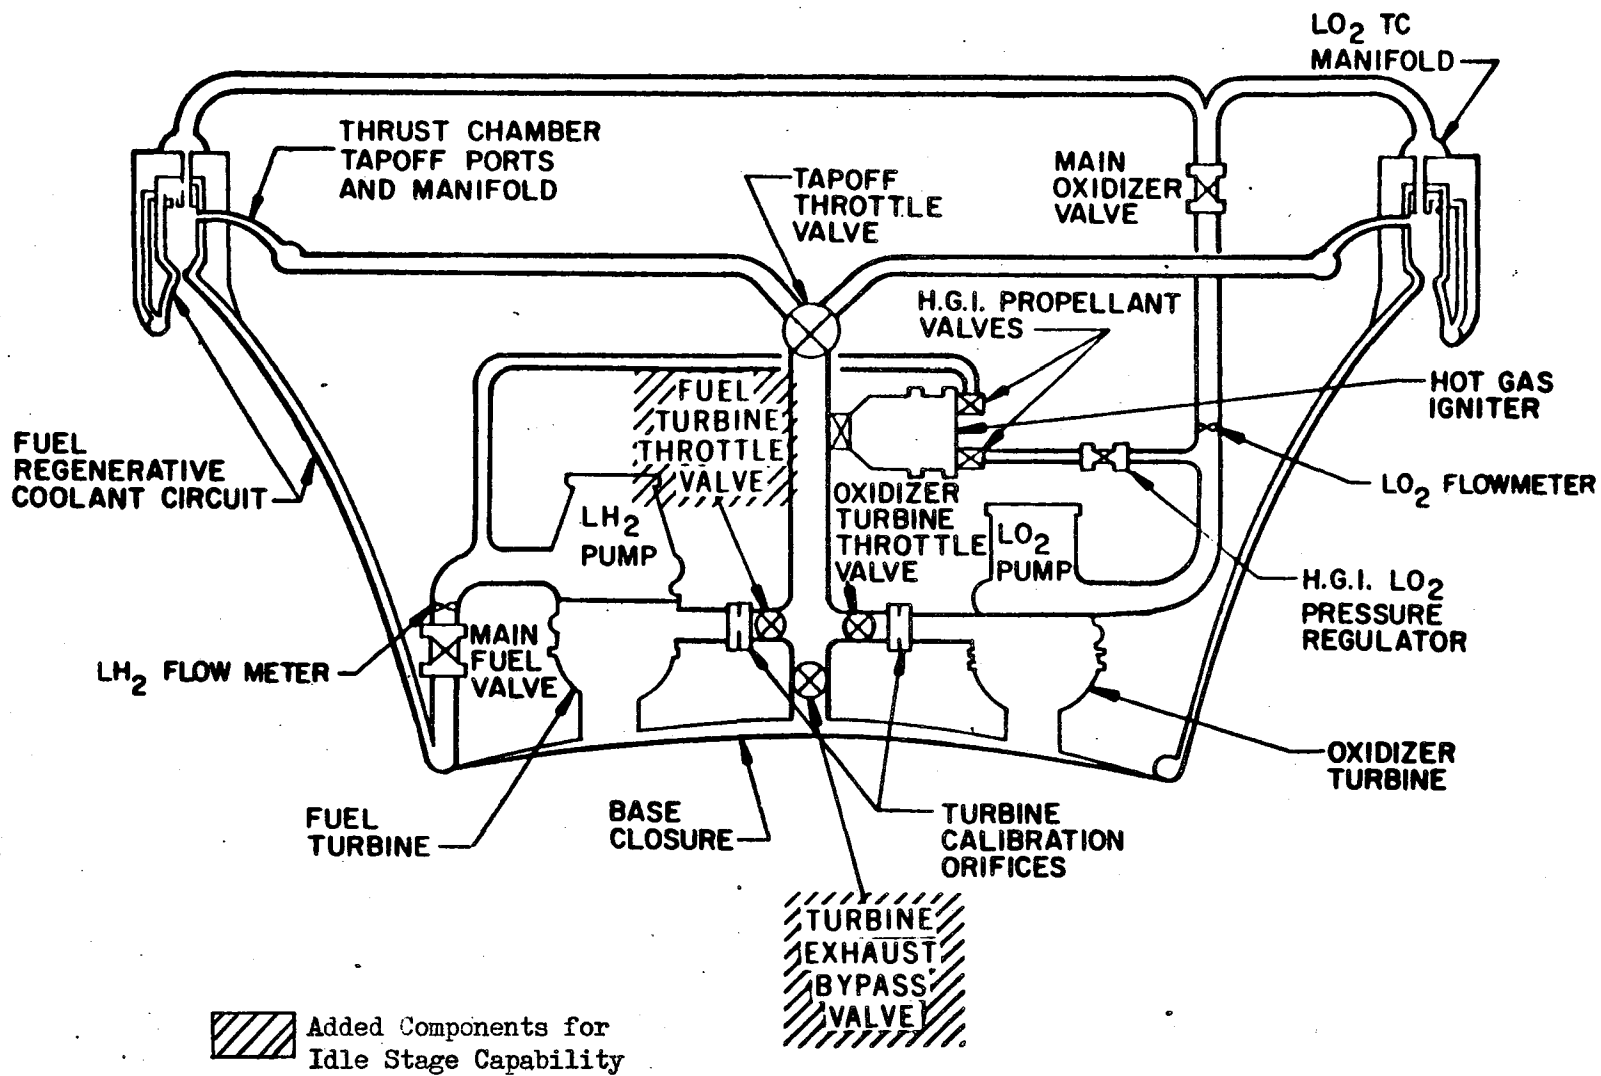 LO2 TC
MANIFOLD
THRUST CHAMBER
TAPOFF PORTS
AND MANIFOLD
TAPOFF
THROTTLE
VALVE
MAIN
OXIDIZER
VALVE
H.G.I. PROPELLANT
VALVES
HOT GAS
IGNITER
FUEL
TURBINE
THROTTLE
VALVE
FUEL
REGENERATIVE
COOLANT CIRCUIT
LO2 FLOWMETER
OXIDIZER
TURBINE
THROTTLE
VALVE
LH2
PUMP
LO2
PUMP
H.G.I. LO2
PRESSURE
REGULATOR
MAIN
FUEL
VALVE
LH2 FLOW METER
OXIDIZER
TURBINE
FUEL
TURBINE
BASE
CLOSURE
TURBINE
CALIBRATION
ORIFICES
TURBINE
EXHAUST
BYPASS
VALVE
Added Components for
Idle Stage Capability